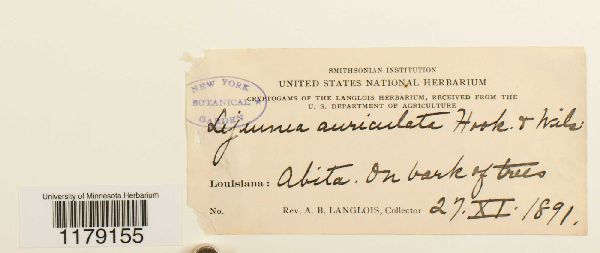 SMITHSONIAN INSTITUTION
UNITED STATES NATIONAL HERBARIUM
CRYPTOGAMS OF THE LANGLOIS HERBARIUM, RECEIVED FROM THE
U. S. DEPARTMENT OF AGRICULTURE
NEW YORK
BOTANICAL
GARDEN
Lejeunea auriculata Hook. & Wils
Louisiana: Abita. On bark of trees
No. Rev. A. B. LANGLOIS, Collector 27. XI. 1891.
University of Minnesota Herbarium
1179155